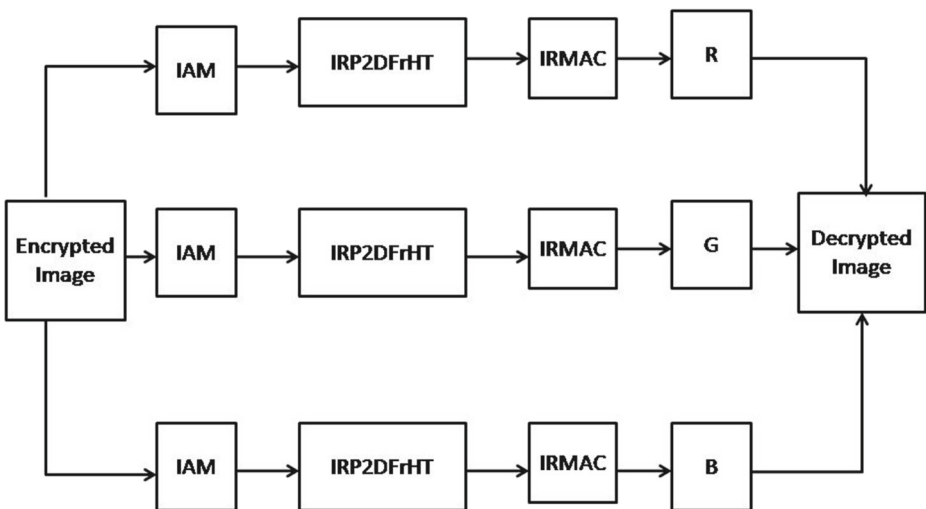 IAM
IRP2DFrHT
IRMAC
R
Encrypted
Image
IAM
IRP2DFrHT
IRMAC
G
Decrypted
Image
IAM
IRP2DFrHT
IRMAC
B